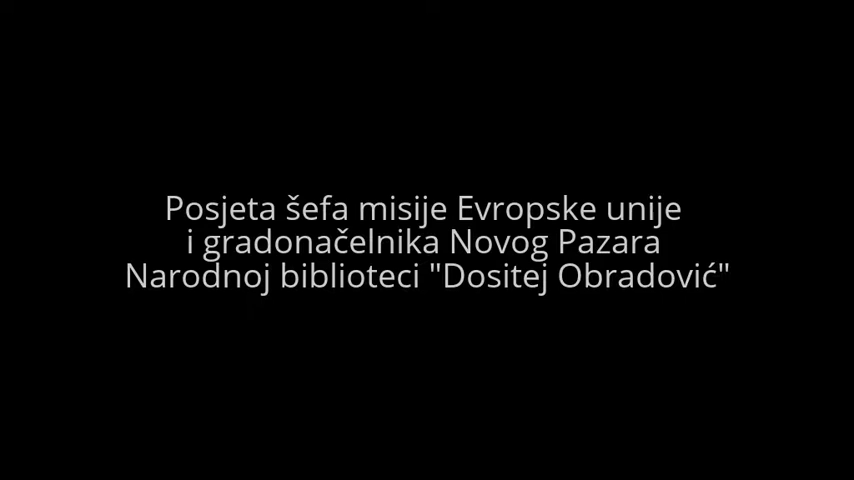 Posjeta šefa misije Evropske unije
i gradonačelnika Novog Pazara
Narodnoj biblioteci "Dositej Obradović"